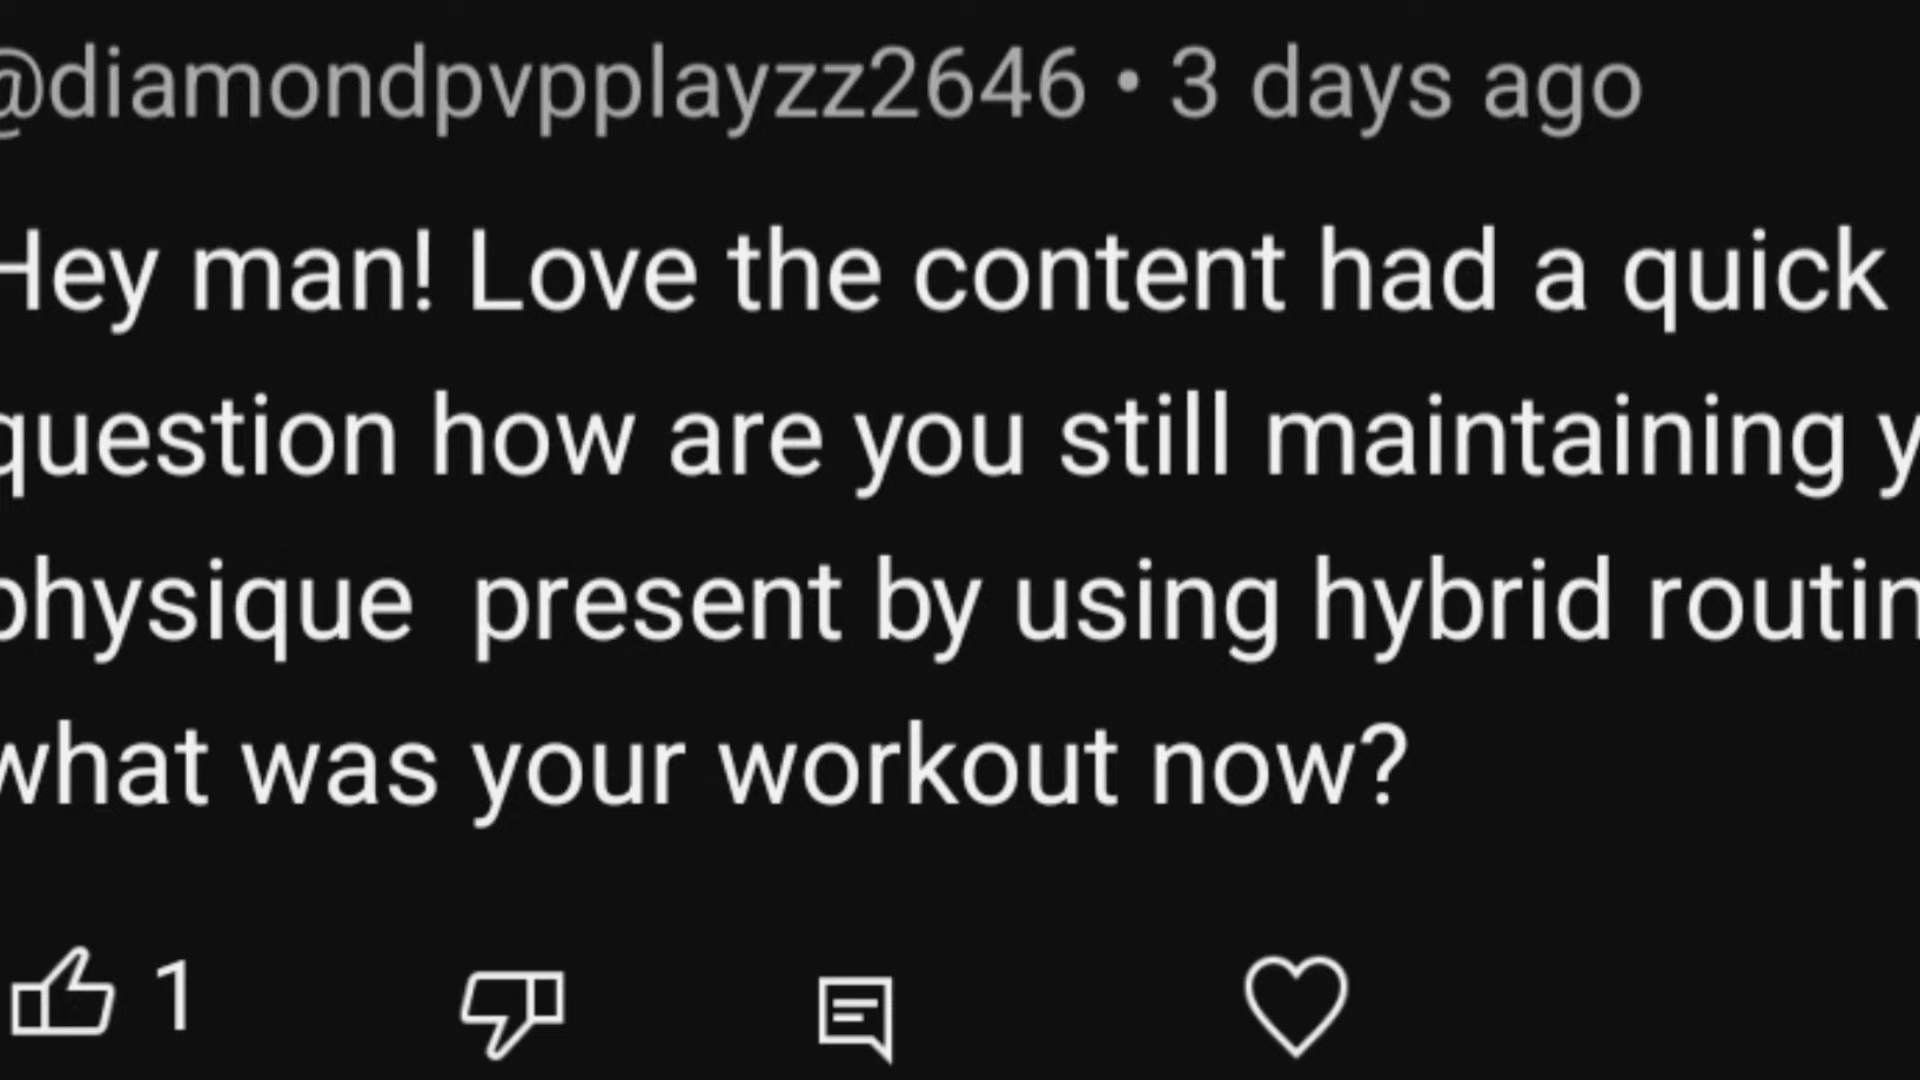 @diamondpvpplayzz2646 • 3 days ago
Hey man! Love the content had a quick
question how are you still maintaining y
physique  present by using hybrid routin
what was your workout now?
1